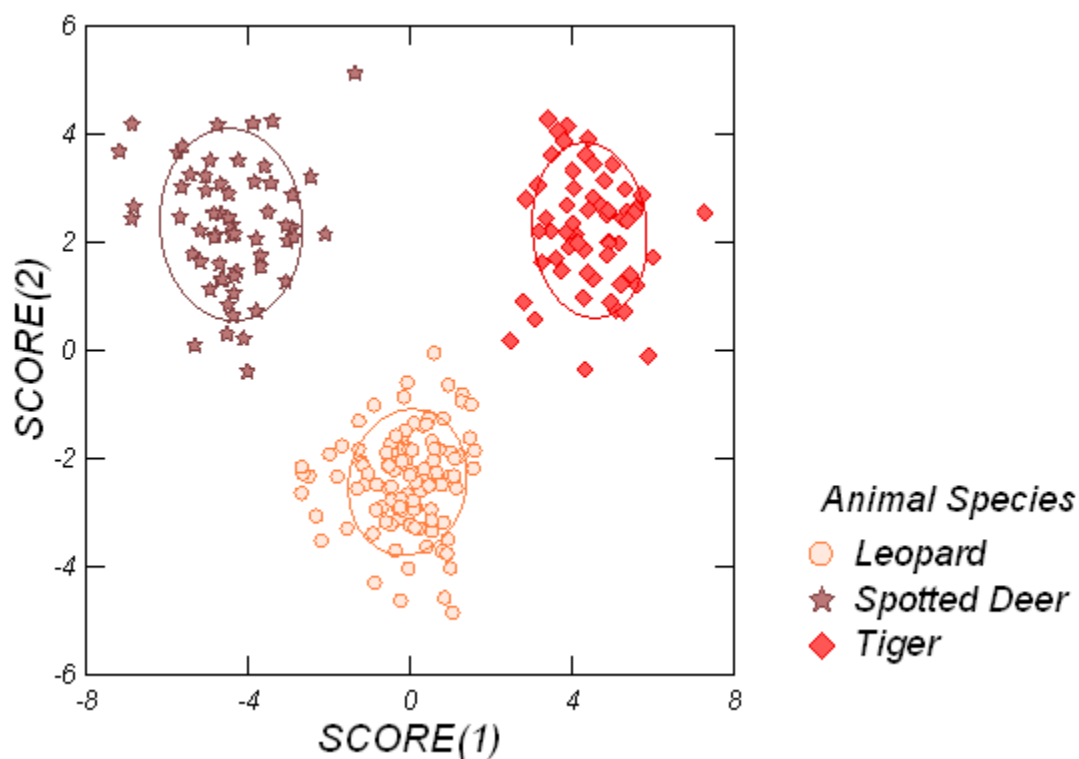 6
4
2
0
-2
-4
-6
SCORE(2)
-8
-4
0
4
8
SCORE(1)
Animal Species
Leopard
Spotted Deer
Tiger